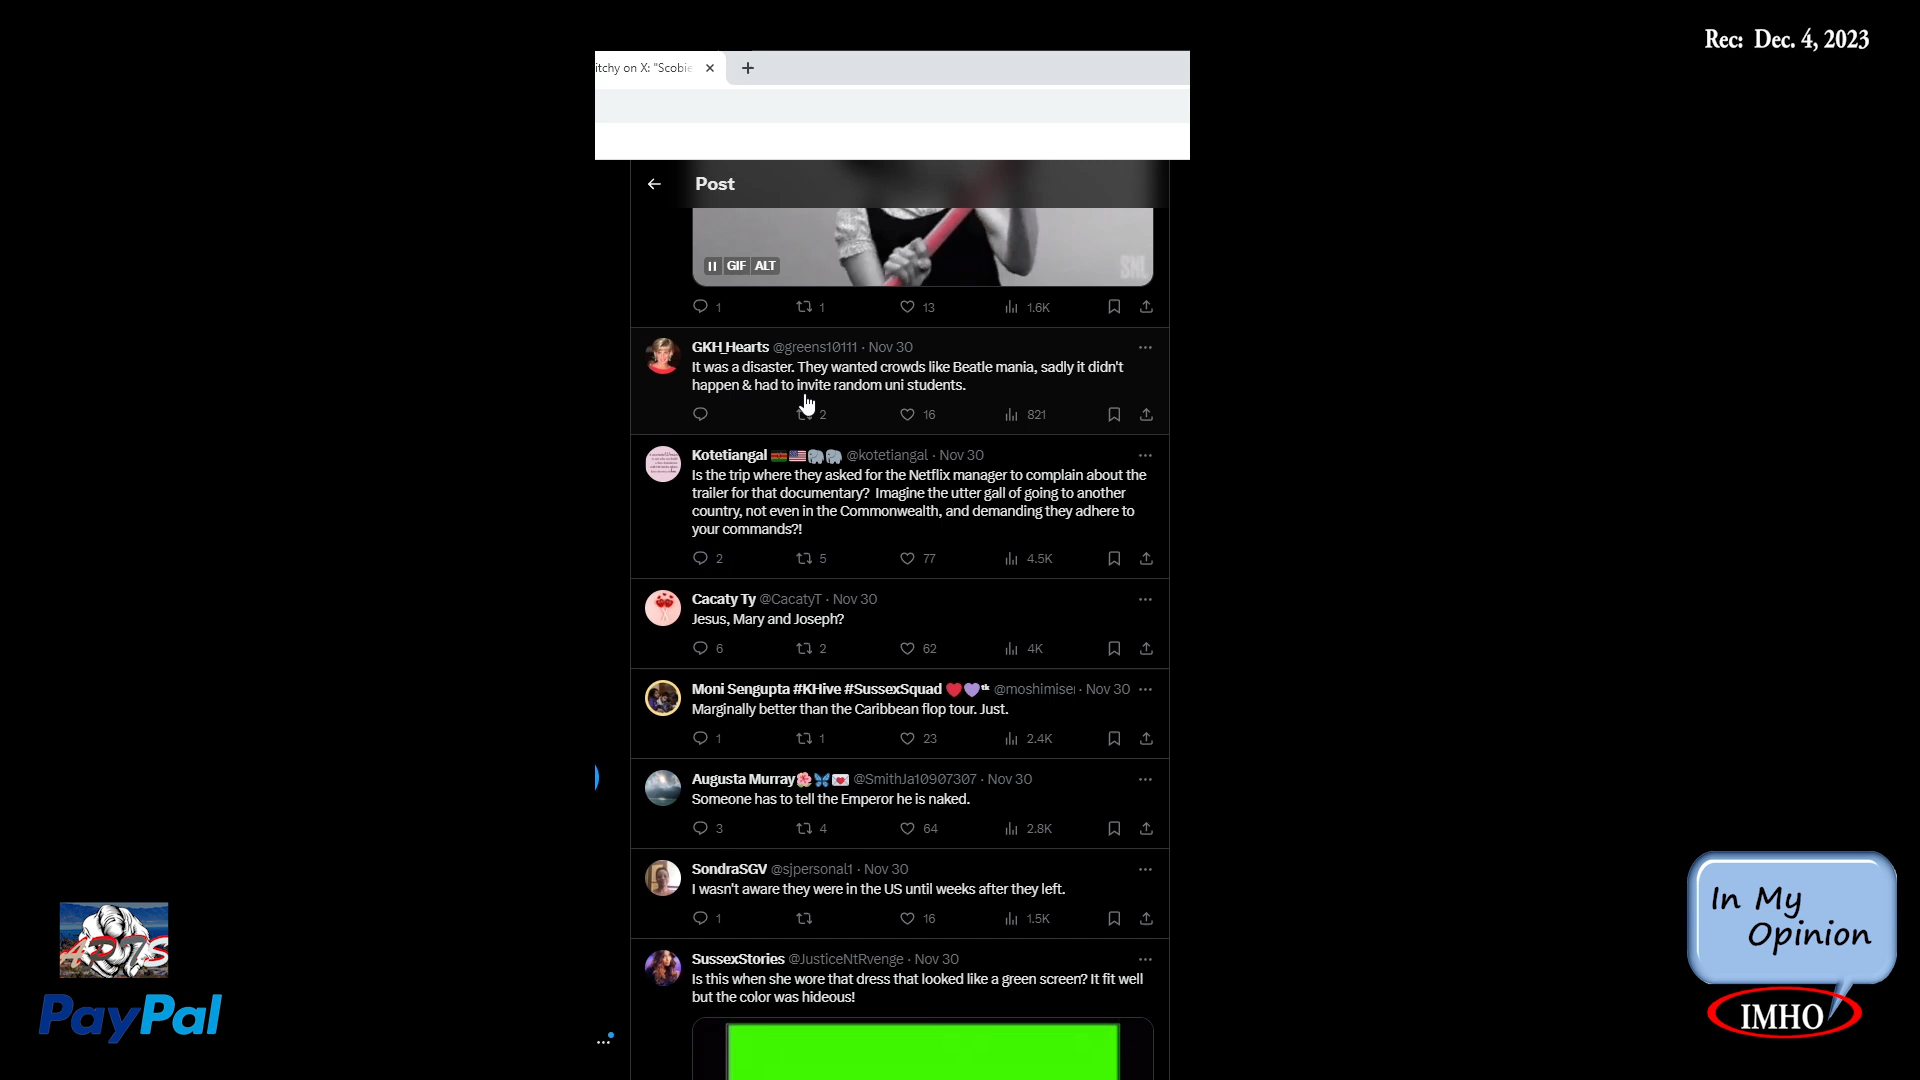 Rec: Dec. 4, 2023
itchy on X: "Scobie
Post
GIF ALT
SNL
1 1 13 1.6K
GKH_Hearts @greens10111 · Nov 30
It was a disaster. They wanted crowds like Beatle mania, sadly it didn't
happen & had to invite random uni students.
2 16 821
Kotetiangal @kotetiangal · Nov 30
Is the trip where they asked for the Netflix manager to complain about the
trailer for that documentary? Imagine the utter gall of going to another
country, not even in the Commonwealth, and demanding they adhere to
your commands?!
2 5 77 4.5K
Cacaty Ty @CacatyT · Nov 30
Jesus, Mary and Joseph?
6 2 62 4K
Moni Sengupta #KHive #SussexSquad @moshimiser · Nov 30
Marginally better than the Caribbean flop tour. Just.
1 1 23 2.4K
Augusta Murray @SmithJa10907307 · Nov 30
Someone has to tell the Emperor he is naked.
3 4 64 2.8K
SondraSGV @sjpersonal1 · Nov 30
I wasn't aware they were in the US until weeks after they left.
1 16 1.5K
SussexStories @JusticeNtRvenge · Nov 30
Is this when she wore that dress that looked like a green screen? It fit well
but the color was hideous!
PayPal
In My
Opinion
IMHO